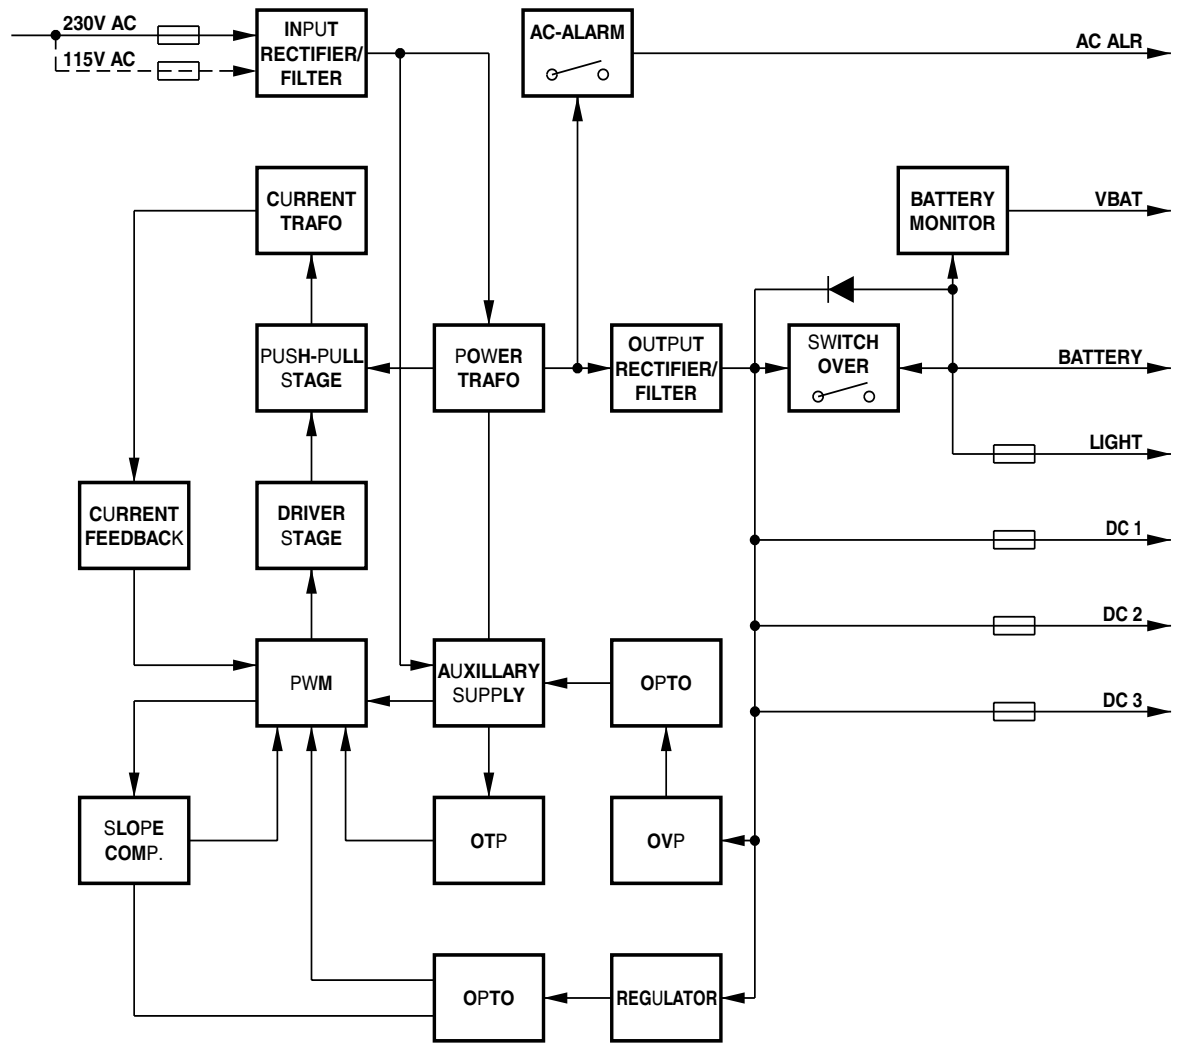 230V AC
115V AC
INPUT
RECTIFIER/
FILTER
AC-ALARM
AC ALR
CURRENT
TRAFO
BATTERY
MONITOR
VBAT
PUSH-PULL
STAGE
POWER
TRAFO
OUTPUT
RECTIFIER/
FILTER
SWITCH
OVER
BATTERY
LIGHT
CURRENT
FEEDBACK
DRIVER
STAGE
DC 1
DC 2
PWM
AUXILLARY
SUPPLY
OPTO
DC 3
SLOPE
COMP.
OTP
OVP
OPTO
REGULATOR